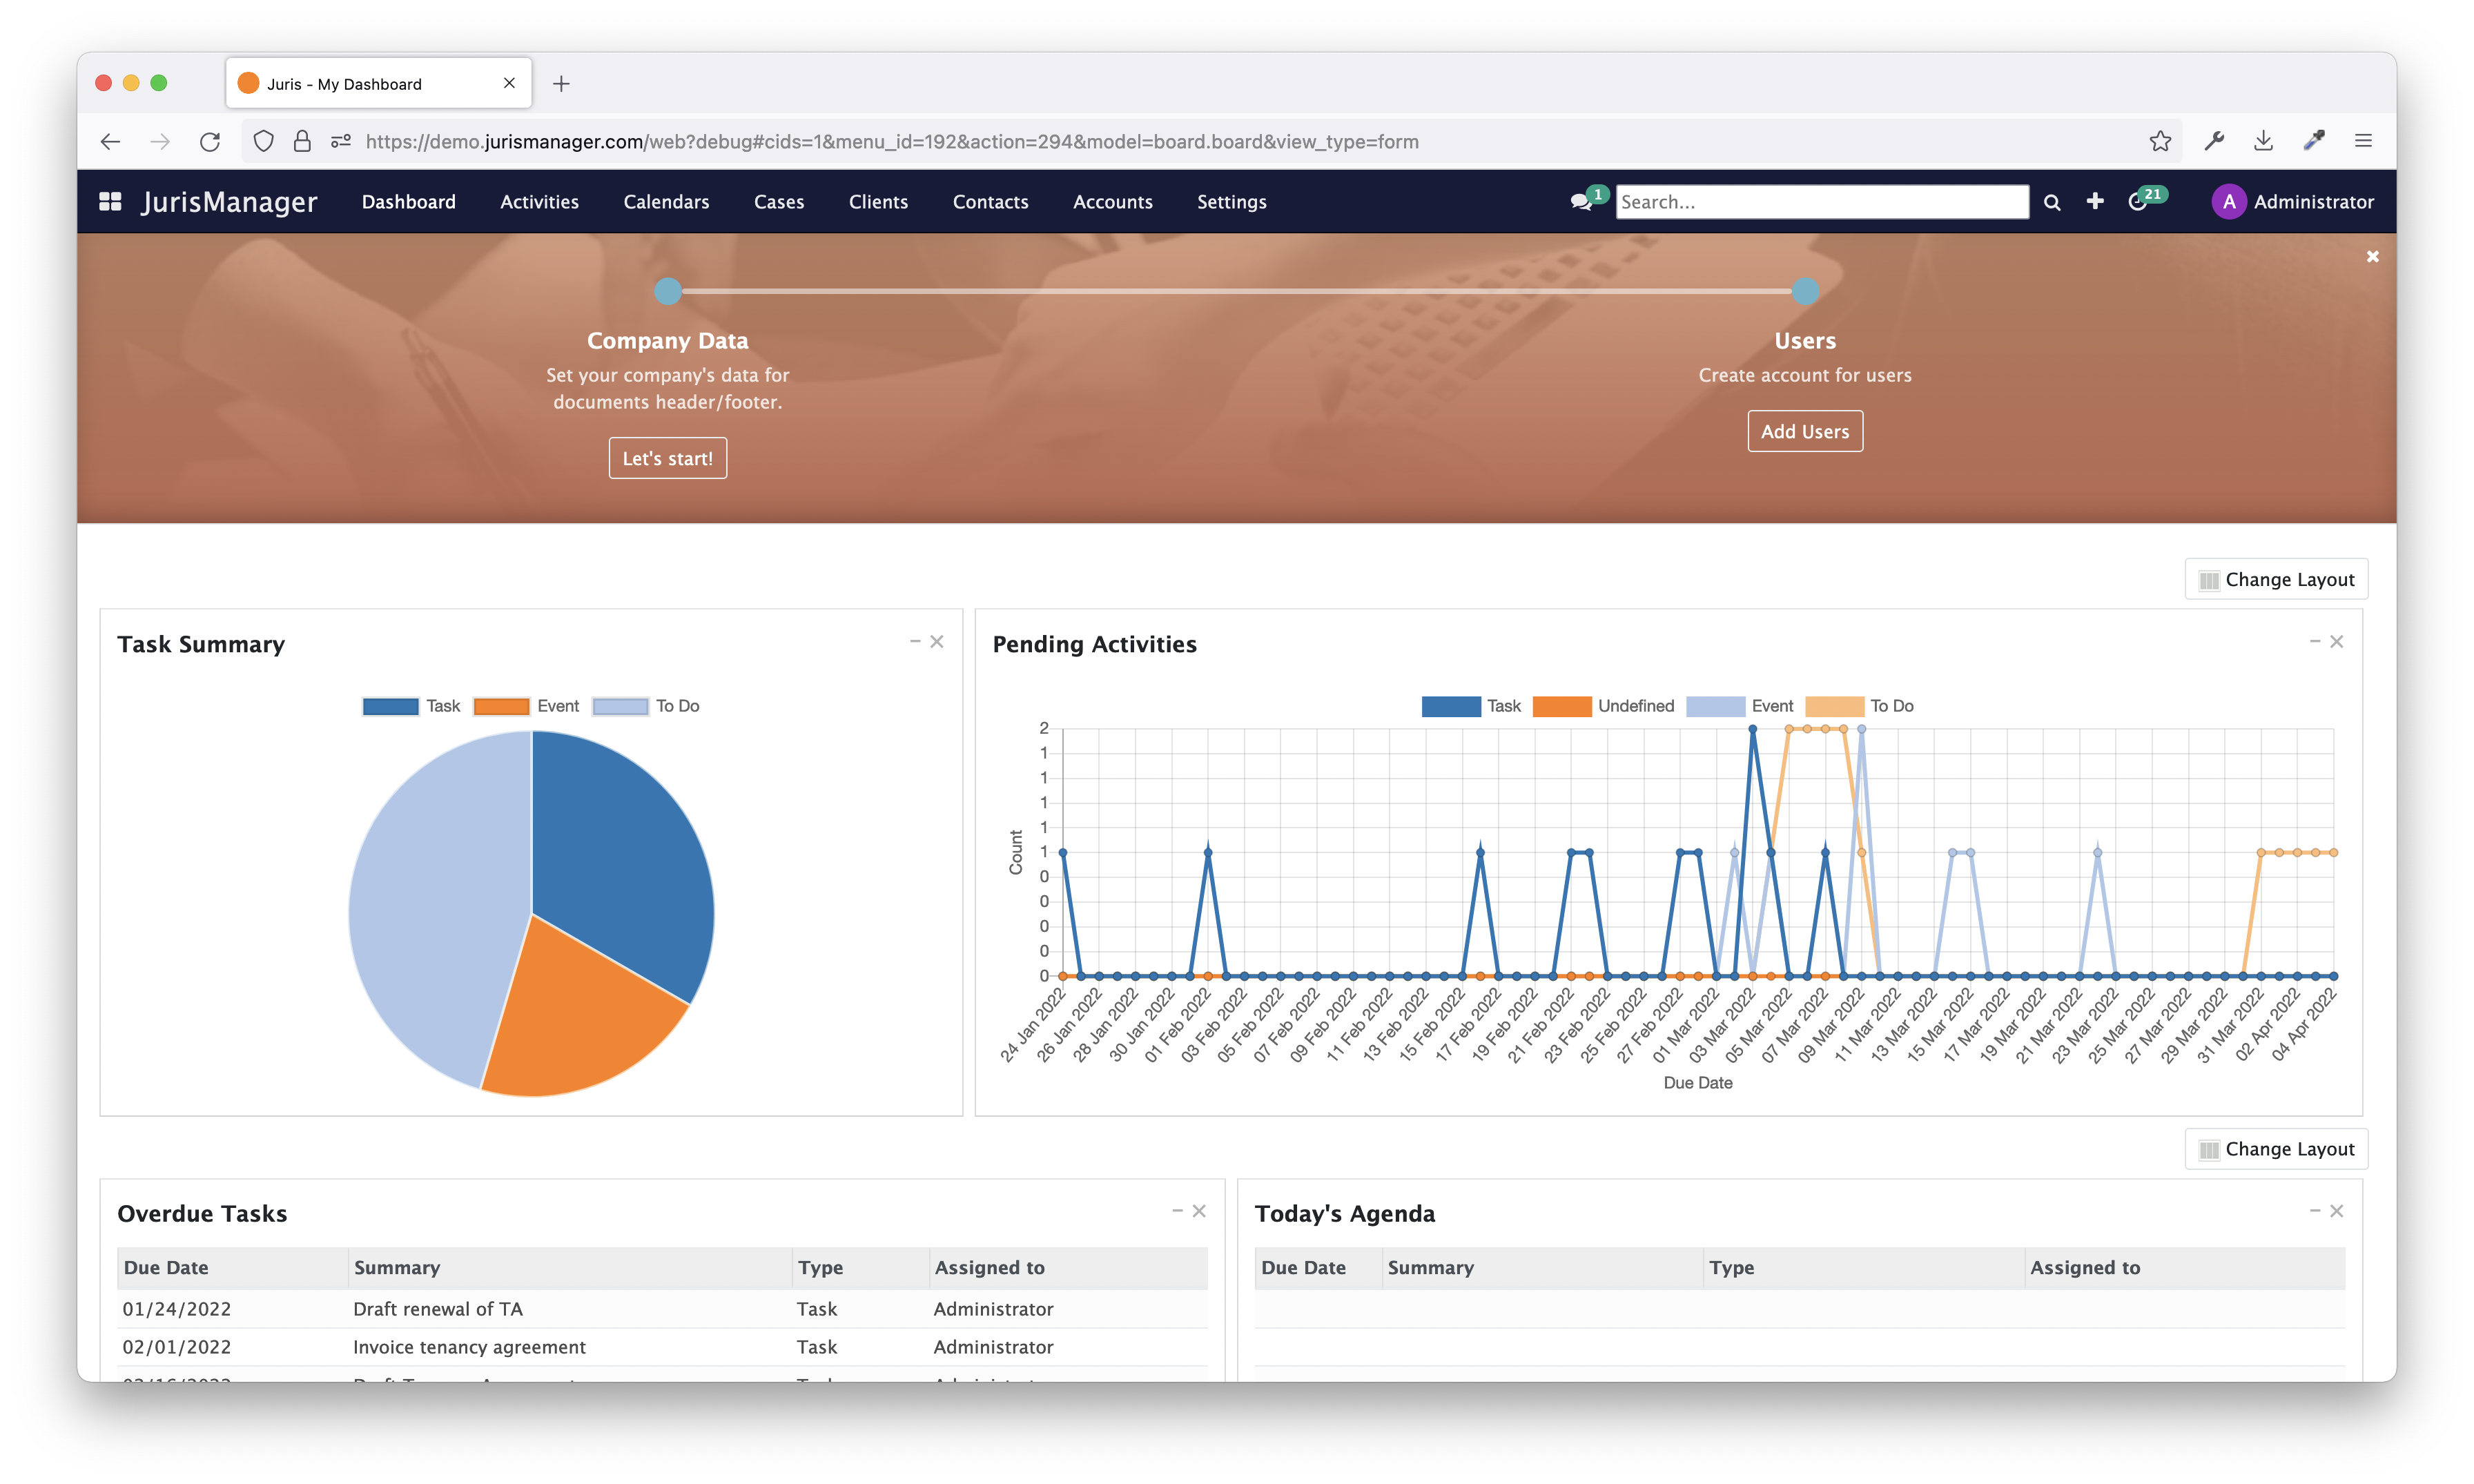 Juris - My Dashboard
https://demo.jurismanager.com/web?debug#cids=1&menu_id=192&action=294&model=board.board&view_type=form
JurisManager Dashboard Activities Calendars Cases Clients Contacts Accounts Settings 1 Search... 21 A Administrator
Company Data
Set your company's data for
documents header/footer.
Let's start!
Users
Create account for users
Add Users
Change Layout
Task Summary
Task Event To Do
Pending Activities
Task Undefined Event To Do
2
1
1
1
1
1
0
0
0
0
0
Count
24 Jan 2022 26 Jan 2022 28 Jan 2022 30 Jan 2022 01 Feb 2022 03 Feb 2022 05 Feb 2022 07 Feb 2022 09 Feb 2022 11 Feb 2022 13 Feb 2022 15 Feb 2022 17 Feb 2022 19 Feb 2022 21 Feb 2022 23 Feb 2022 25 Feb 2022 27 Feb 2022 01 Mar 2022 03 Mar 2022 05 Mar 2022 07 Mar 2022 09 Mar 2022 11 Mar 2022 13 Mar 2022 15 Mar 2022 17 Mar 2022 19 Mar 2022 21 Mar 2022 23 Mar 2022 25 Mar 2022 27 Mar 2022 29 Mar 2022 31 Mar 2022 02 Apr 2022 04 Apr 2022
Due Date
Change Layout
Overdue Tasks
Due Date Summary Type Assigned to
01/24/2022 Draft renewal of TA Task Administrator
02/01/2022 Invoice tenancy agreement Task Administrator
Today's Agenda
Due Date Summary Type Assigned to